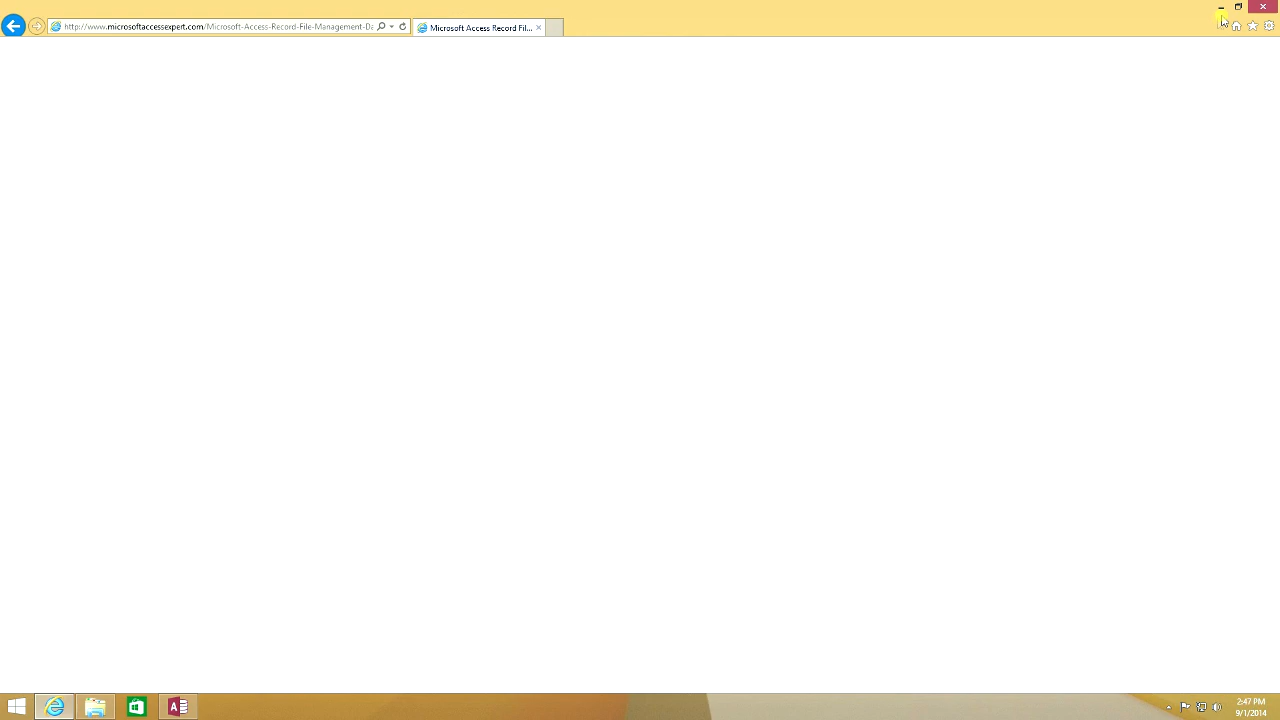 http://www.microsoftaccessexpert.com/Microsoft-Access-Record-File-Management-Da
Microsoft Access Record Fil...
2:47 PM
9/1/2014